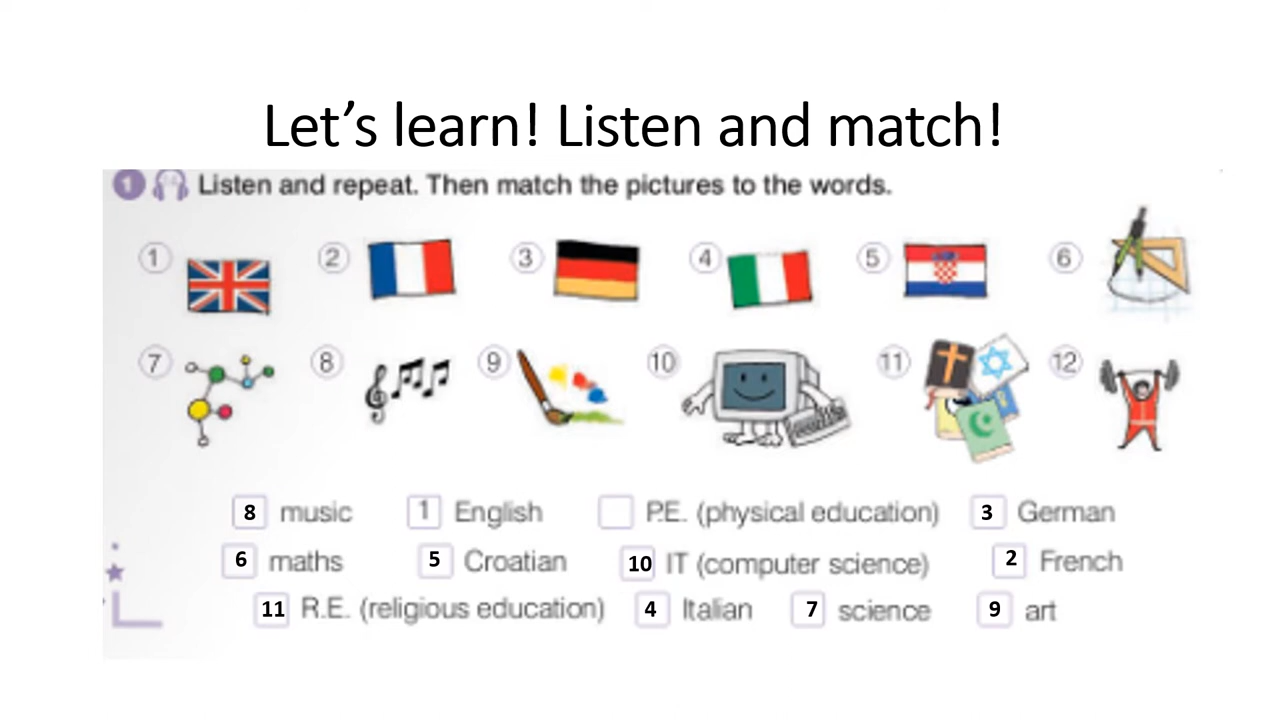 Let's learn! Listen and match!
1 Listen and repeat. Then match the pictures to the words.
1 2 3 4 5 6
7 8 9 10 11 12
8 music 1 English P.E. (physical education) 3 German
6 maths 5 Croatian 10 IT (computer science) 2 French
11 R.E. (religious education) 4 Italian 7 science 9 art